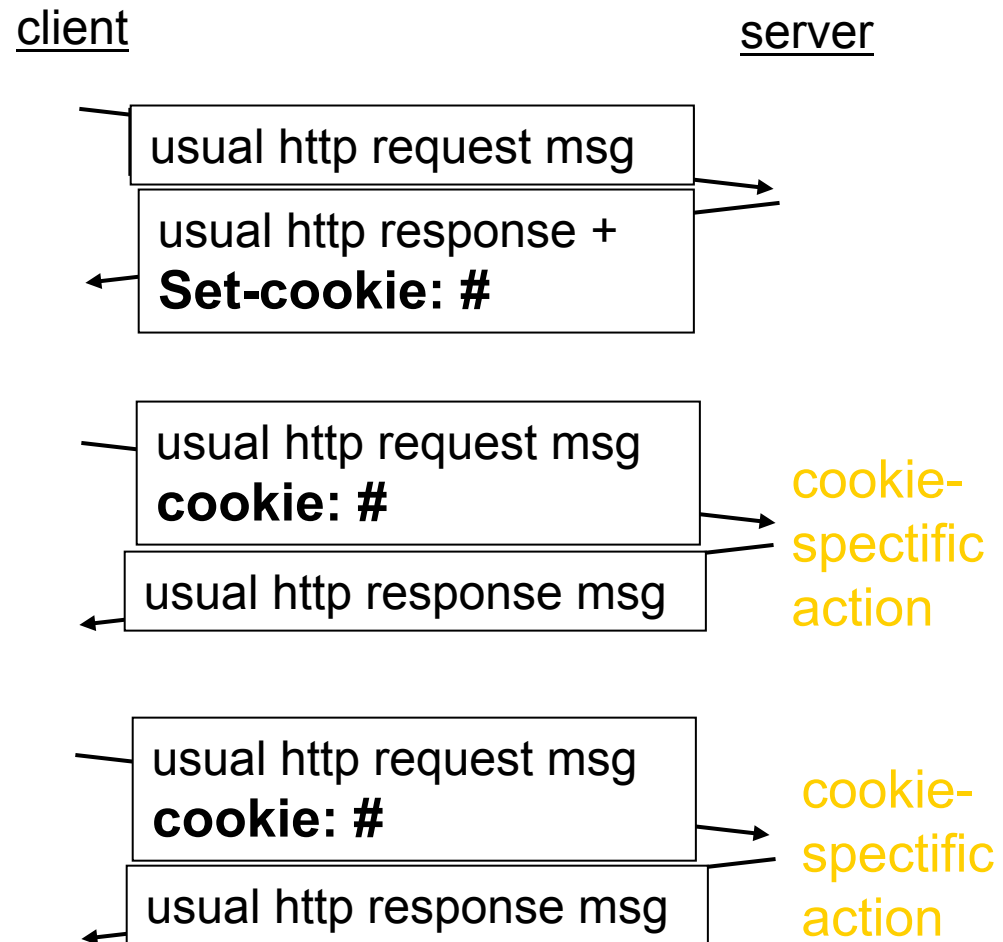 client
server
usual http request msg
usual http response +
Set-cookie: #
usual http request msg
cookie: #
cookie-
spectific
action
usual http response msg
usual http request msg
cookie: #
cookie-
spectific
action
usual http response msg